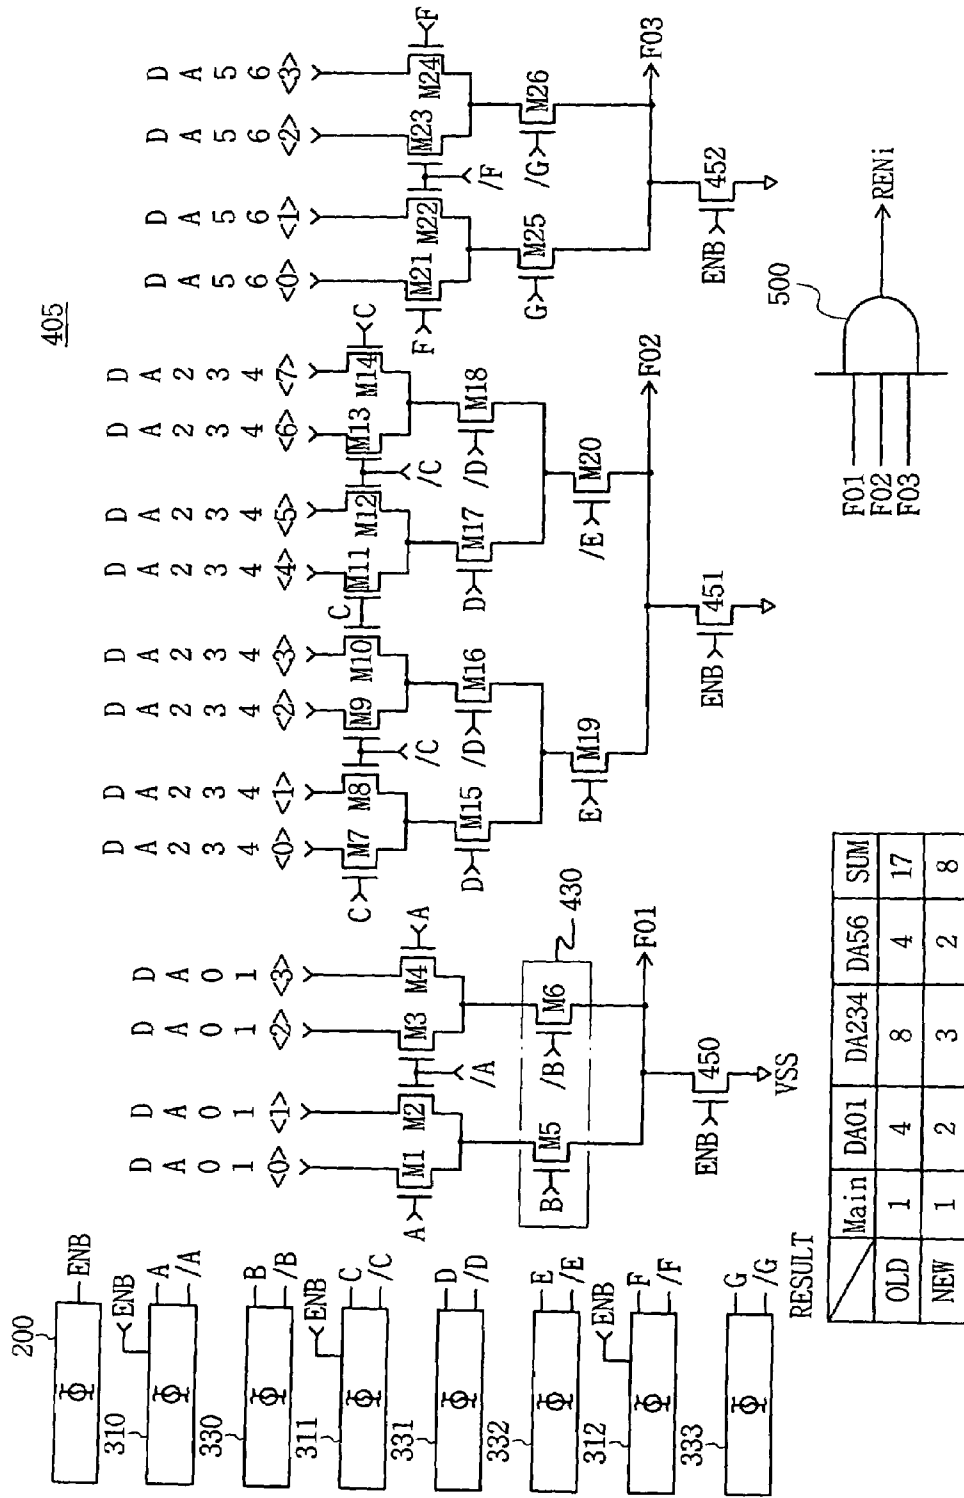 405
200
ENB
310
ENB
A
/A
330
B
/B
311
ENB
C
/C
331
D
/D
332
E
/E
312
ENB
F
/F
333
G
/G
DA01<0>
DA01<1>
DA01<2>
DA01<3>
A
M1
M2
/A
M3
M4
A
B
M5
/B
M6
430
F01
ENB
450
VSS
DA234<0>
DA234<1>
DA234<2>
DA234<3>
DA234<4>
DA234<5>
DA234<6>
DA234<7>
C
M7
M8
/C
M9
M10
C
M11
M12
/C
M13
M14
C
D
M15
/D
M16
D
M17
/D
M18
E
M19
/E
M20
F02
ENB
451
DA56<0>
DA56<1>
DA56<2>
DA56<3>
F
M21
M22
/F
M23
M24
F
G
M25
/G
M26
F03
ENB
452
F01
F02
F03
500
RENi
RESULT
Main DA01 DA234 DA56 SUM
OLD 1 4 8 4 17
NEW 1 2 3 2 8